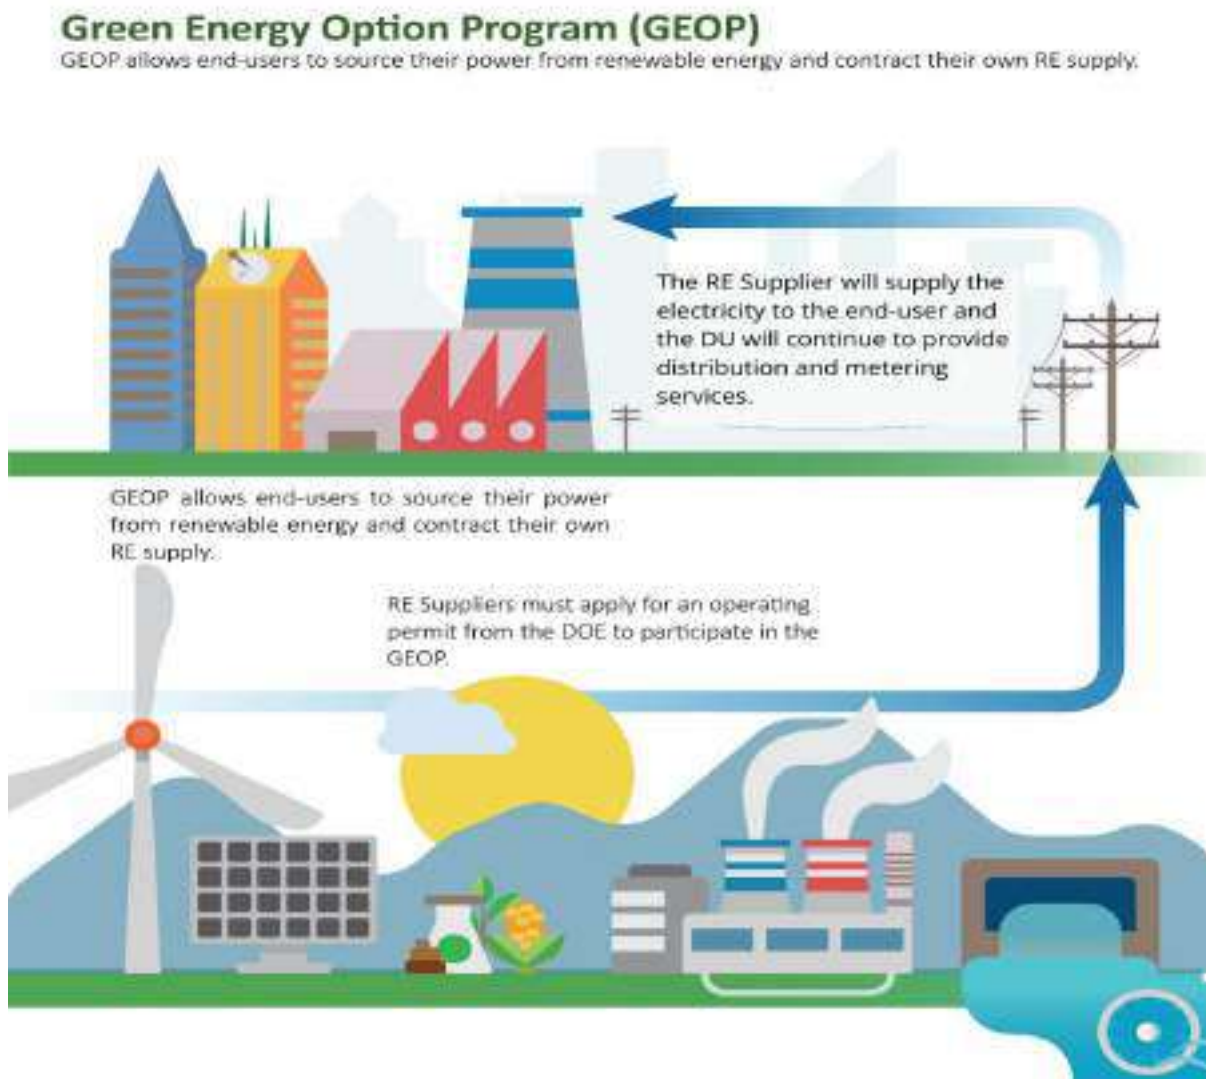 Green Energy Option Program (GEOP)
GEOP allows end-users to source their power from renewable energy and contract their own RE supply.
The RE Supplier will supply the
electricity to the end-user and
the DU will continue to provide
distribution and metering
services.
GEOP allows end-users to source their power
from renewable energy and contract their own
RE supply.
RE Suppliers must apply for an operating
permit from the DOE to participate in the
GEOP.